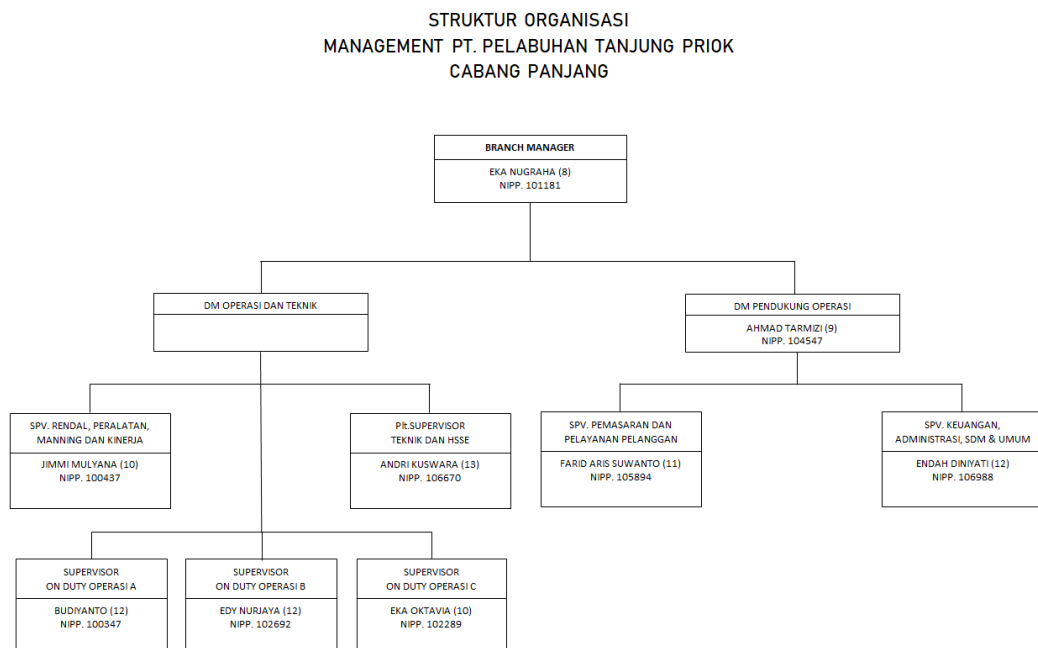 STRUKTUR ORGANISASI
MANAGEMENT PT. PELABUHAN TANJUNG PRIOK
CABANG PANJANG
BRANCH MANAGER
EKA NUGRAHA (8)
NIPP. 101181
DM OPERASI DAN TEKNIK
DM PENDUKUNG OPERASI
AHMAD TARMIZI (9)
NIPP. 104547
SPV. RENDAL, PERALATAN,
MANNING DAN KINERJA
JIMMI MULYANA (10)
NIPP. 100437
Plt.SUPERVISOR
TEKNIK DAN HSSE
ANDRI KUSWARA (13)
NIPP. 106670
SPV. PEMASARAN DAN
PELAYANAN PELANGGAN
FARID ARIS SUWANTO (11)
NIPP. 105894
SPV. KEUANGAN,
ADMINISTRASI, SDM & UMUM
ENDAH DINIYATI (12)
NIPP. 106988
SUPERVISOR
ON DUTY OPERASI A
BUDIYANTO (12)
NIPP. 100347
SUPERVISOR
ON DUTY OPERASI B
EDY NURJAYA (12)
NIPP. 102692
SUPERVISOR
ON DUTY OPERASI C
EKA OKTAVIA (10)
NIPP. 102289